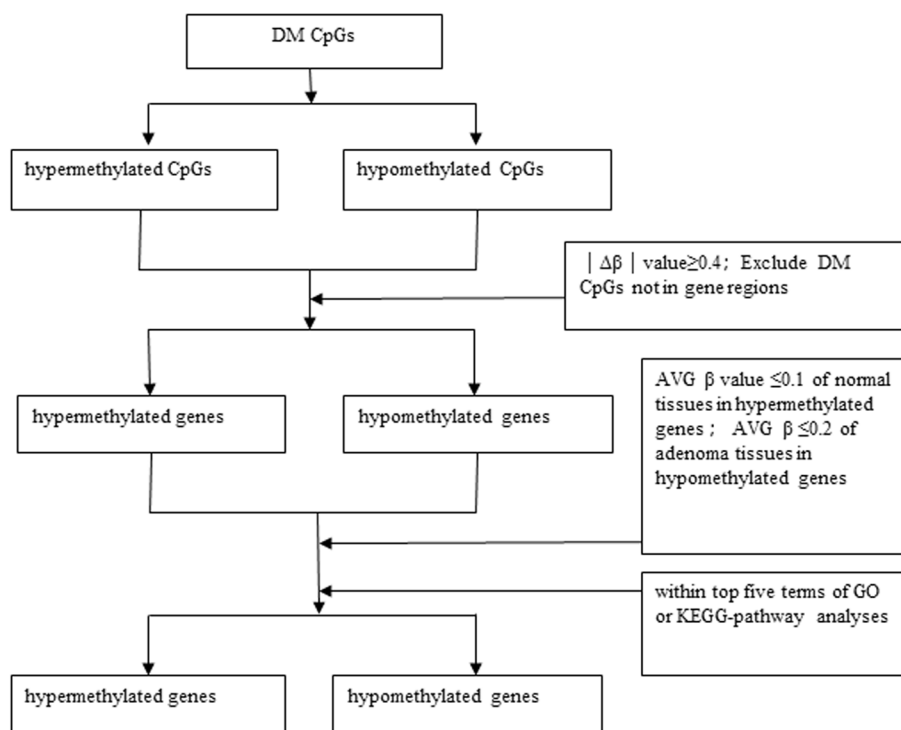 DM CpGs
hypermethylated CpGs
hypomethylated CpGs
｜Δβ｜value≥0.4; Exclude DM
CpGs not in gene regions
hypermethylated genes
hypomethylated genes
AVG β value ≤0.1 of normal
tissues in hypermethylated
genes ; AVG β ≤0.2 of
adenoma tissues in
hypomethylated genes
within top five terms of GO
or KEGG-pathway analyses
hypermethylated genes
hypomethylated genes